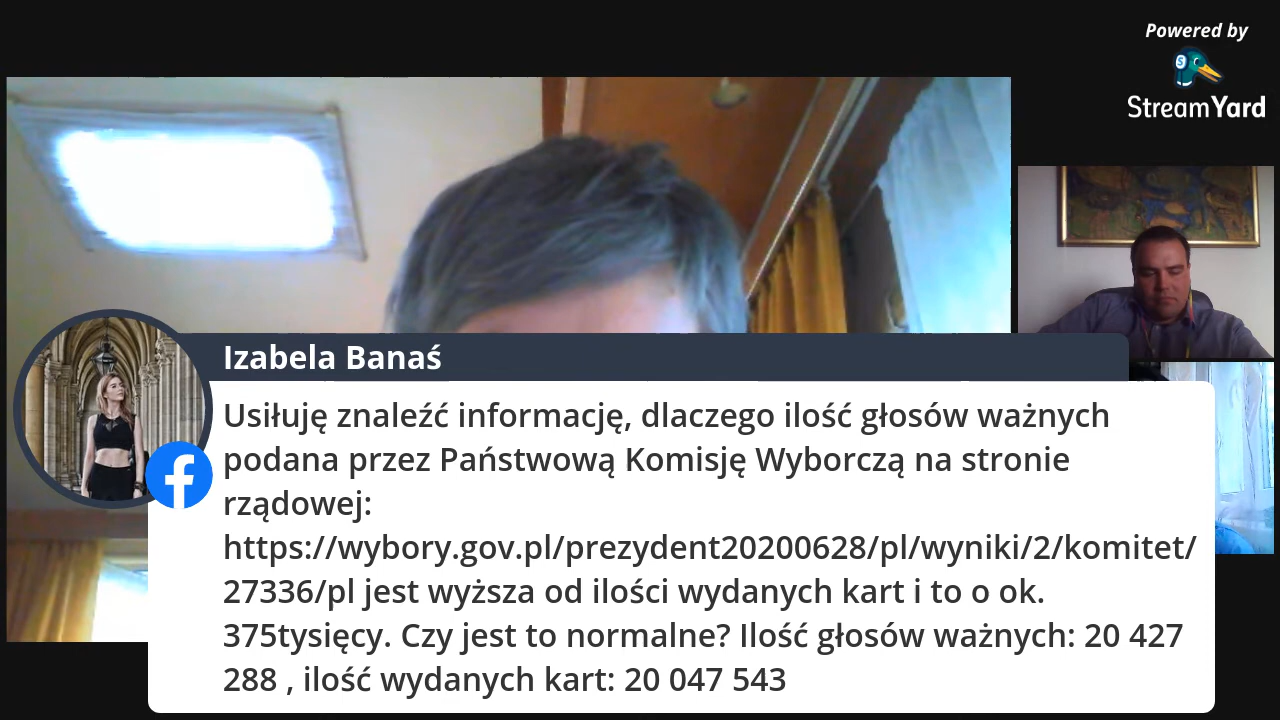 Powered by
StreamYard
Izabela Banaś
Usiłuję znaleźć informację, dlaczego ilość głosów ważnych
podana przez Państwową Komisję Wyborczą na stronie
rządowej:
https://wybory.gov.pl/prezydent20200628/pl/wyniki/2/komitet/
27336/pl jest wyższa od ilości wydanych kart i to o ok.
375tysięcy. Czy jest to normalne? Ilość głosów ważnych: 20 427
288 , ilość wydanych kart: 20 047 543